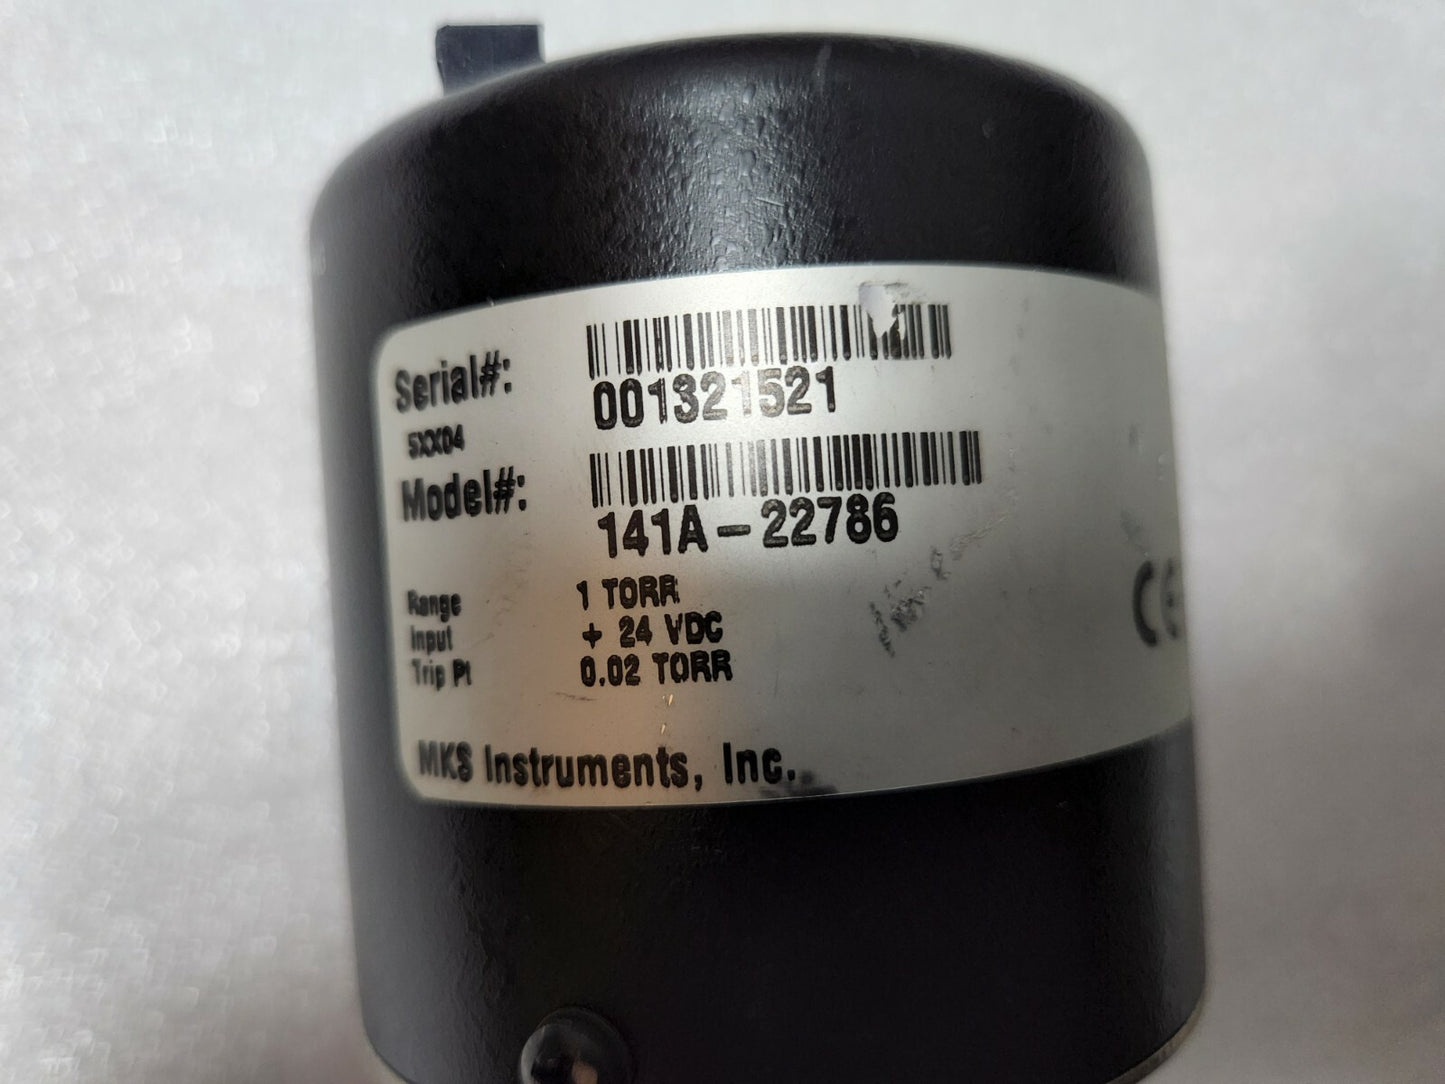 Serial#: 001321521
5XX04
Model#: 141A-22786
Range 1 TORR
Input + 24 VDC
Trip Pt 0.02 TORR
MKS Instruments, Inc.
CE